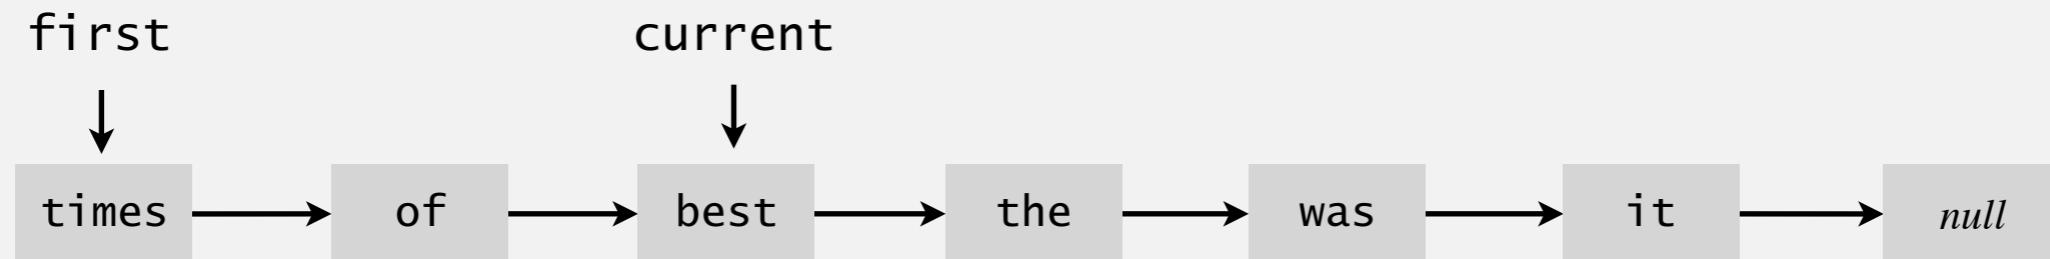 first current
times of best the was it null